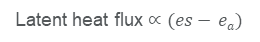 Latent heat flux ∝ (es − eₐ)